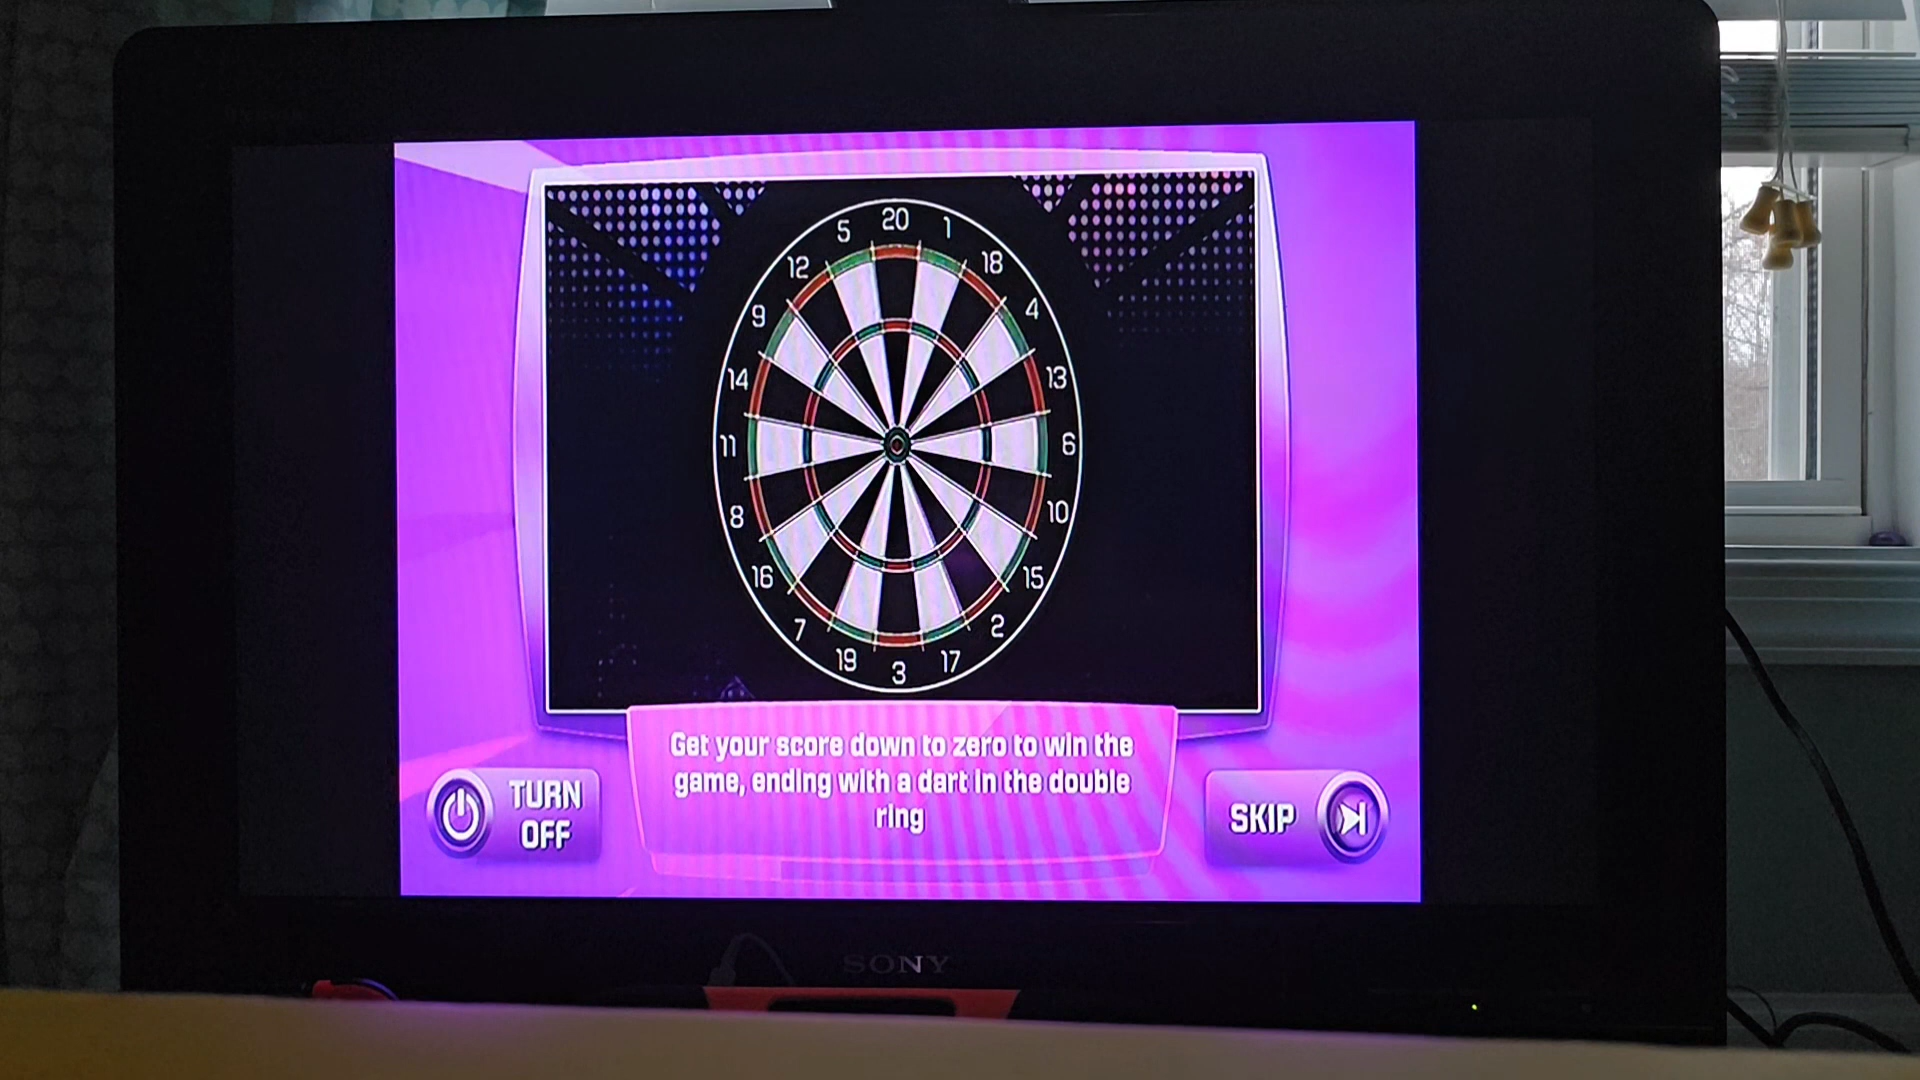 20
5
1
12
18
9
4
14
13
11
6
8
10
16
15
7
2
19
17
3
Get your score down to zero to win the
game, ending with a dart in the double
ring
TURN
OFF
SKIP
SONY